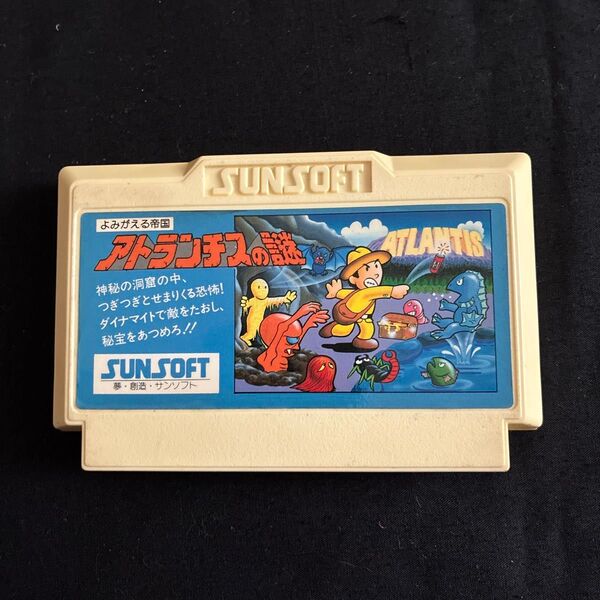 SUNSOFT
よみがえる帝国
アトランチスの謎
神秘の洞窟の中、
つぎつぎとせまりくる恐怖!
ダイナマイトで敵をたおし、
秘宝をあつめろ!!
SUNSOFT
夢・創造・サンソフト
ATLANTIS